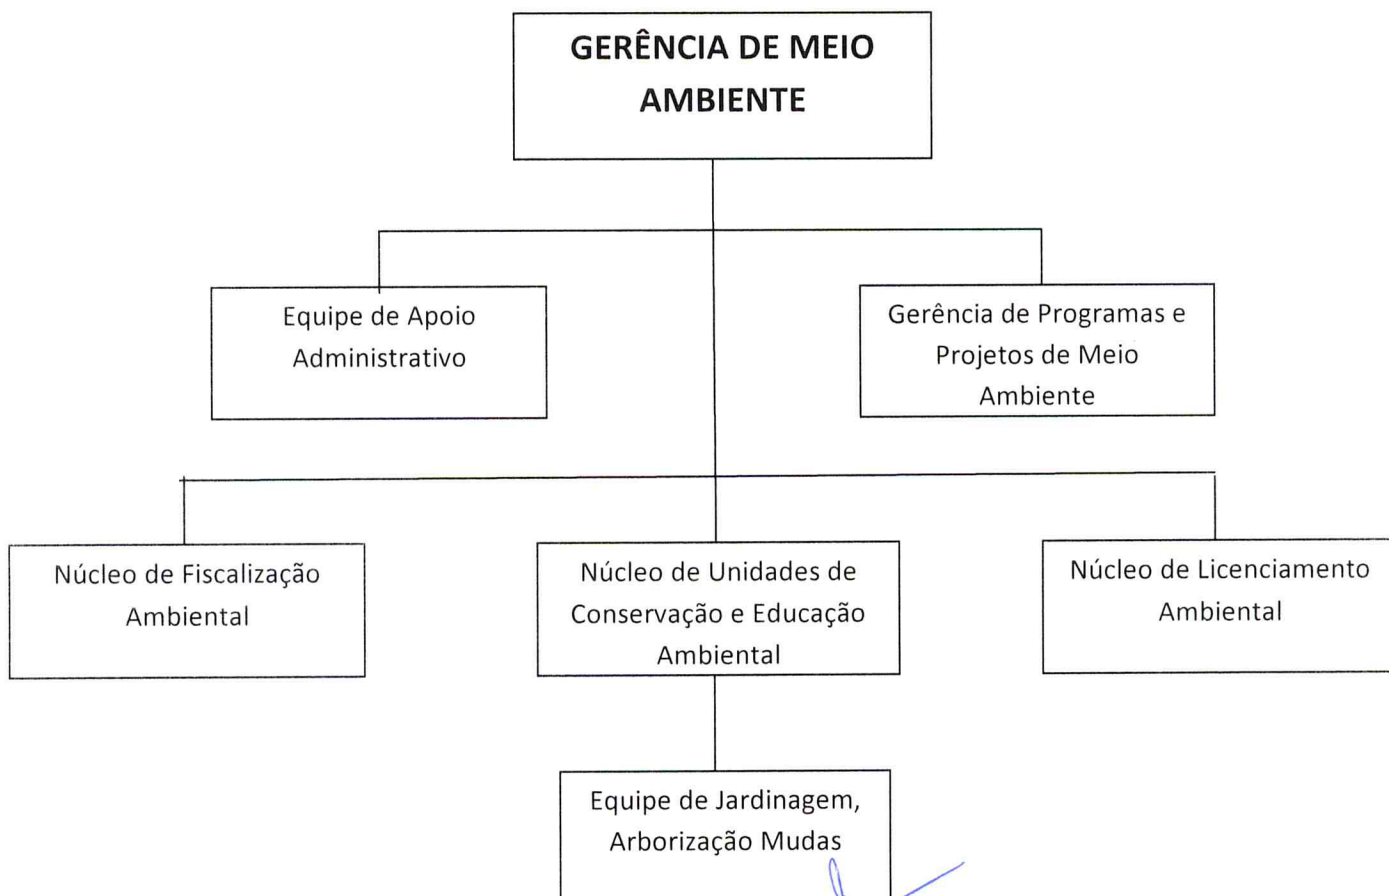 GERÊNCIA DE MEIO
AMBIENTE
Equipe de Apoio
Administrativo
Gerência de Programas e
Projetos de Meio
Ambiente
Núcleo de Fiscalização
Ambiental
Núcleo de Unidades de
Conservação e Educação
Ambiental
Núcleo de Licenciamento
Ambiental
Equipe de Jardinagem,
Arborização Mudas